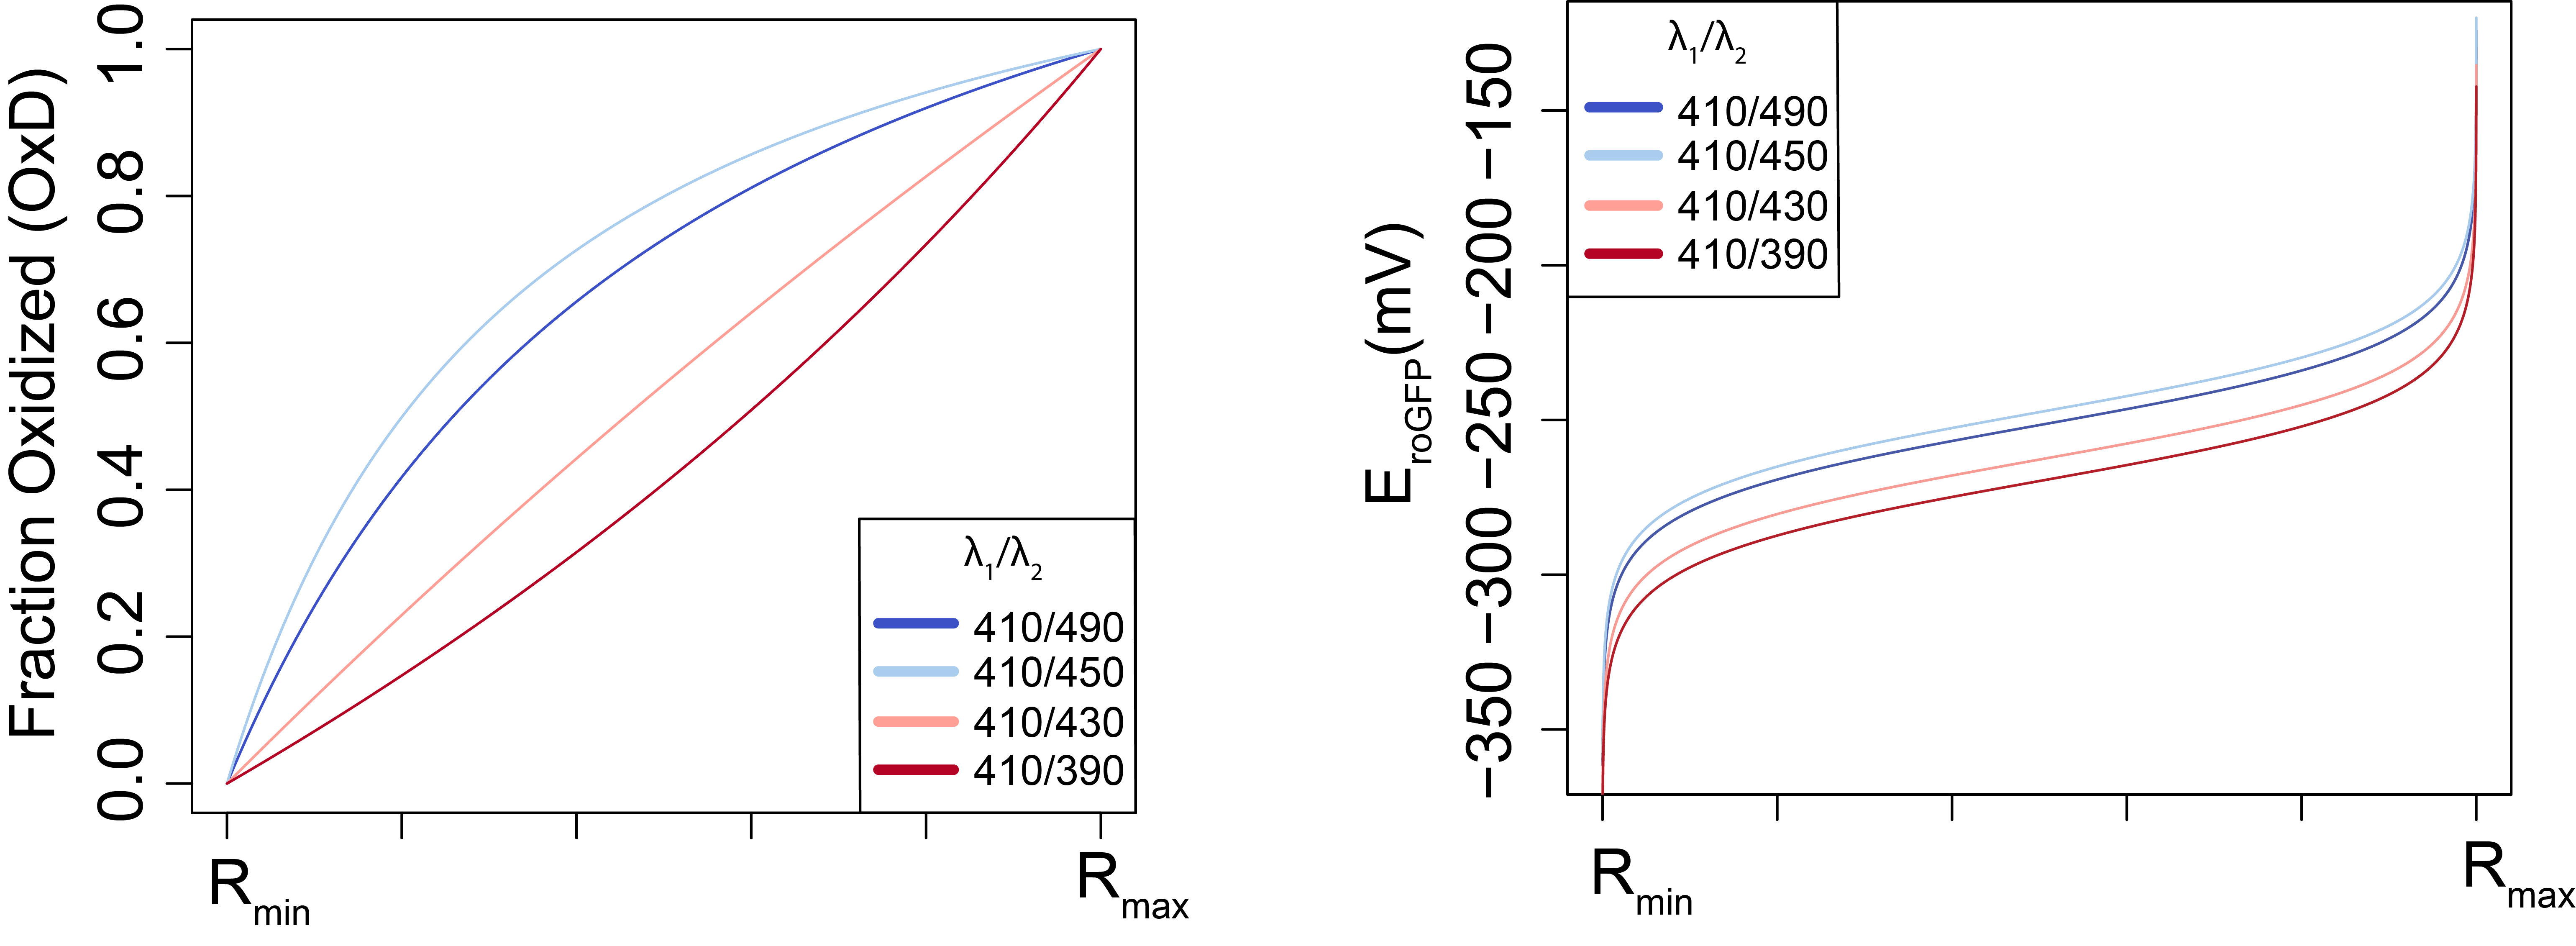 Fraction Oxidized (OxD)
1.0
0.8
0.6
0.4
0.2
0.0
λ1/λ2
410/490
410/450
410/430
410/390
Rmin
Rmax
EroGFP(mV)
−150
−200
−250
−300
−350
λ1/λ2
410/490
410/450
410/430
410/390
Rmin
Rmax